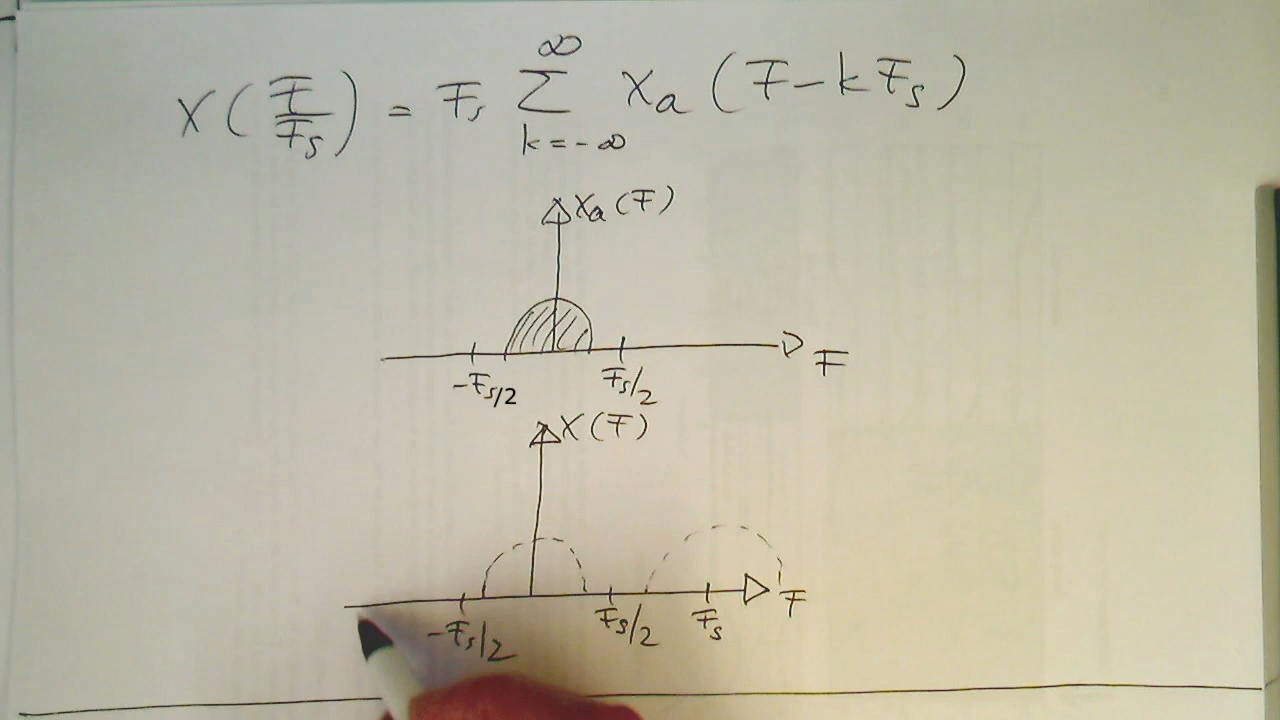 X(F/Fs) = Fs ∑ Xa(F-kFs)
∞
k=-∞
Xa(F)
-Fs/2 Fs/2 F
X(F)
-Fs/2 Fs/2 Fs F